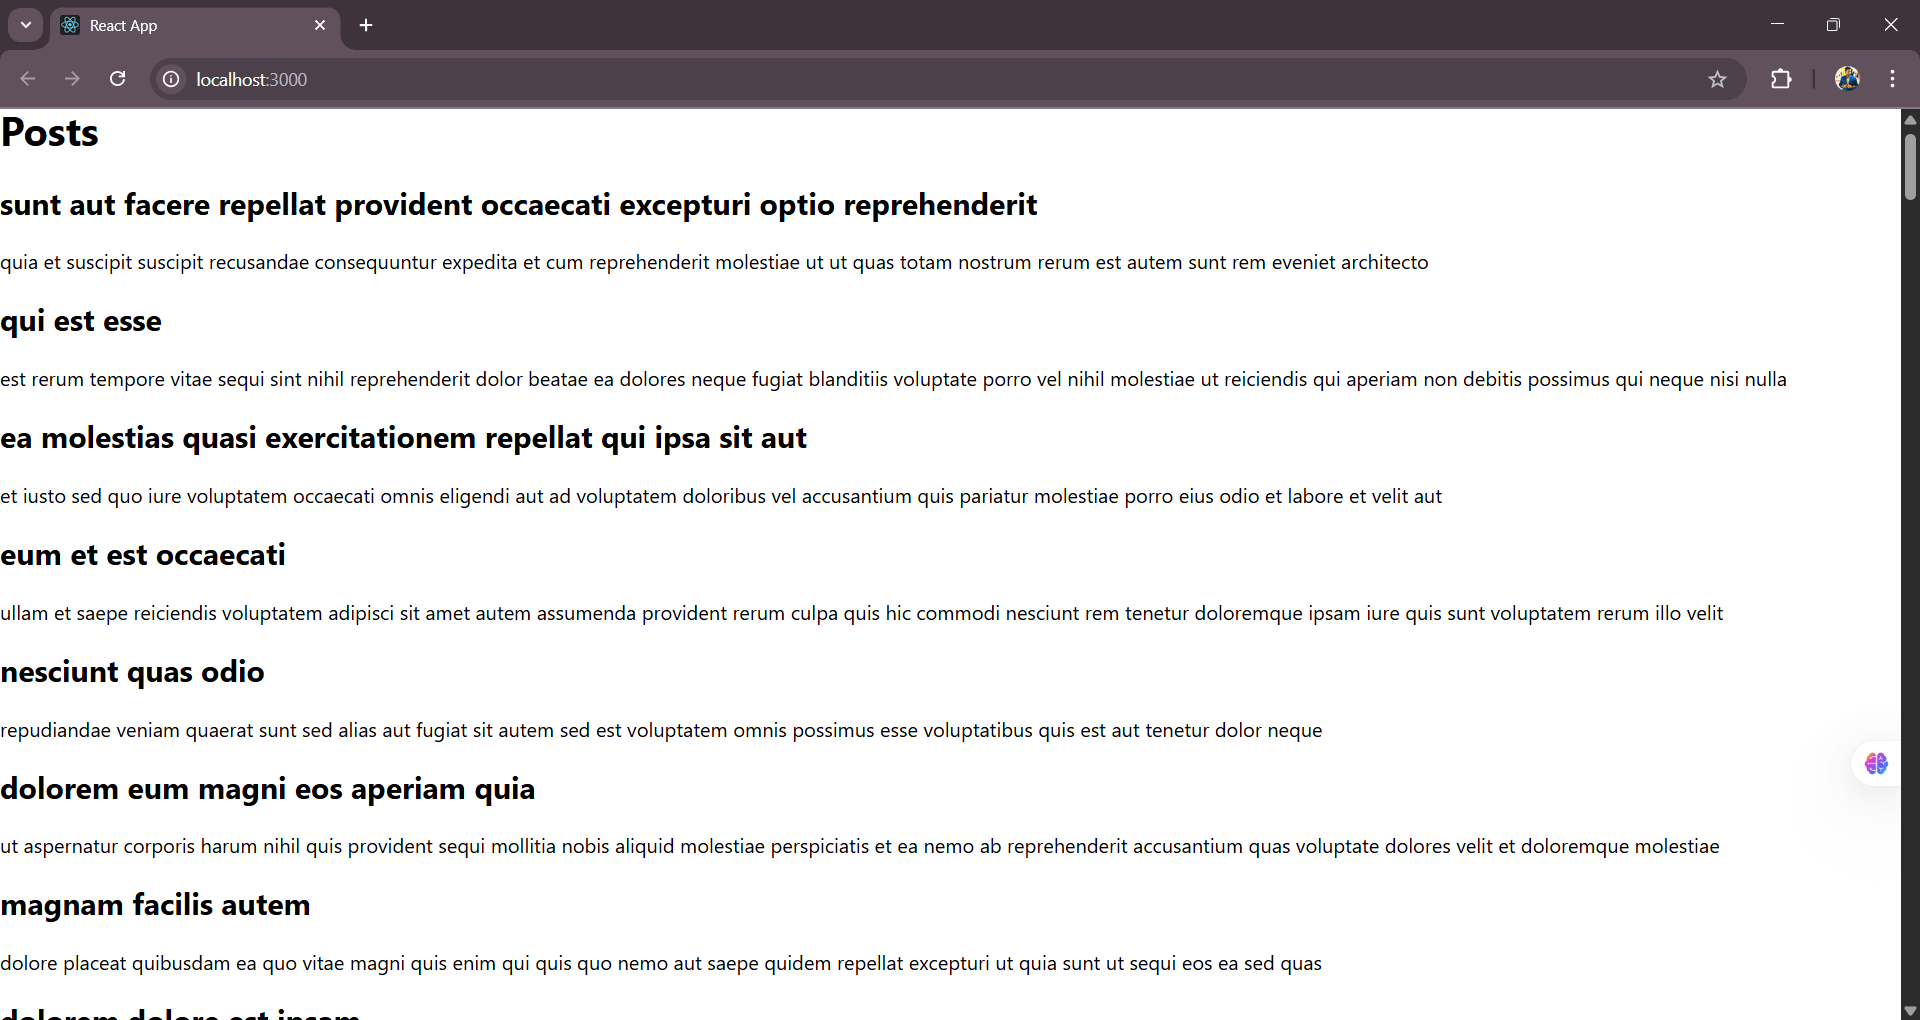 React App
localhost:3000
Posts
sunt aut facere repellat provident occaecati excepturi optio reprehenderit
quia et suscipit suscipit recusandae consequuntur expedita et cum reprehenderit molestiae ut ut quas totam nostrum rerum est autem sunt rem eveniet architecto
qui est esse
est rerum tempore vitae sequi sint nihil reprehenderit dolor beatae ea dolores neque fugiat blanditiis voluptate porro vel nihil molestiae ut reiciendis qui aperiam non debitis possimus qui neque nisi nulla
ea molestias quasi exercitationem repellat qui ipsa sit aut
et iusto sed quo iure voluptatem occaecati omnis eligendi aut ad voluptatem doloribus vel accusantium quis pariatur molestiae porro eius odio et labore et velit aut
eum et est occaecati
ullam et saepe reiciendis voluptatem adipisci sit amet autem assumenda provident rerum culpa quis hic commodi nesciunt rem tenetur doloremque ipsam iure quis sunt voluptatem rerum illo velit
nesciunt quas odio
repudiandae veniam quaerat sunt sed alias aut fugiat sit autem sed est voluptatem omnis possimus esse voluptatibus quis est aut tenetur dolor neque
dolorem eum magni eos aperiam quia
ut aspernatur corporis harum nihil quis provident sequi mollitia nobis aliquid molestiae perspiciatis et ea nemo ab reprehenderit accusantium quas voluptate dolores velit et doloremque molestiae
magnam facilis autem
dolore placeat quibusdam ea quo vitae magni quis enim qui quis quo nemo aut saepe quidem repellat excepturi ut quia sunt ut sequi eos ea sed quas
dolorem dolore est ipsam